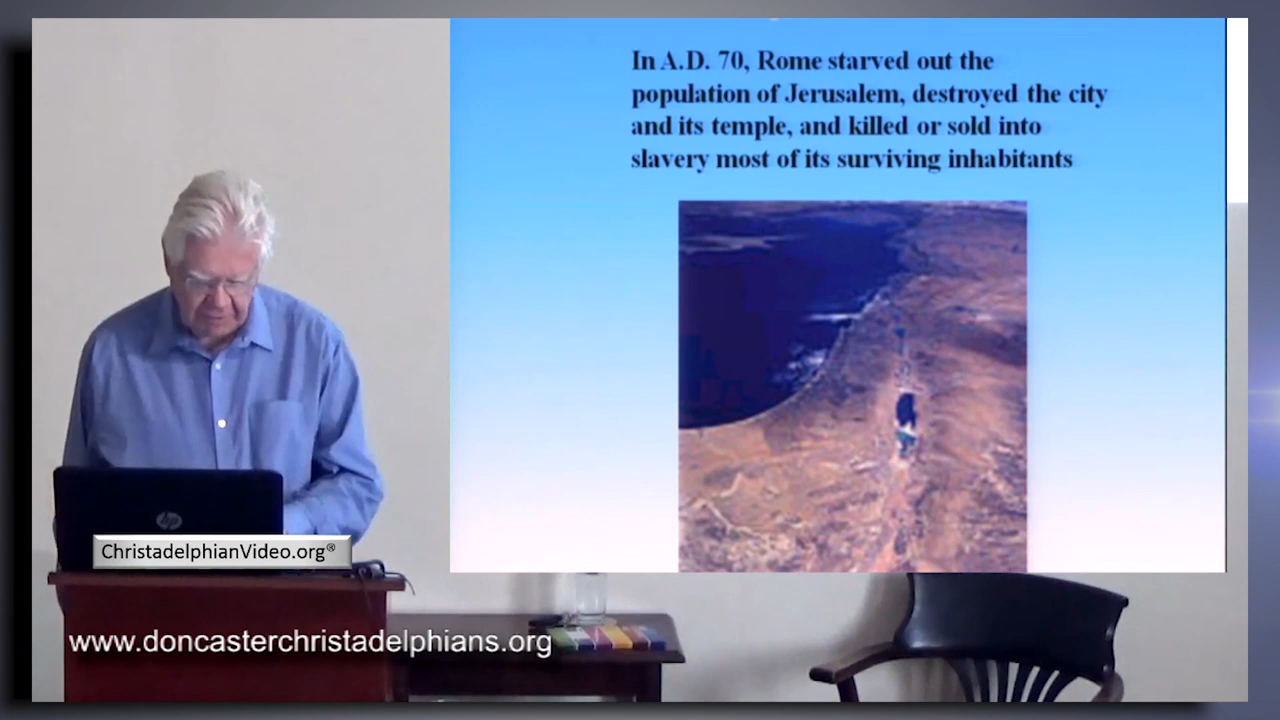 In A.D. 70, Rome starved out the
population of Jerusalem, destroyed the city
and its temple, and killed or sold into
slavery most of its surviving inhabitants
hp
ChristadelphianVideo.org®
www.doncasterchristadelphians.org